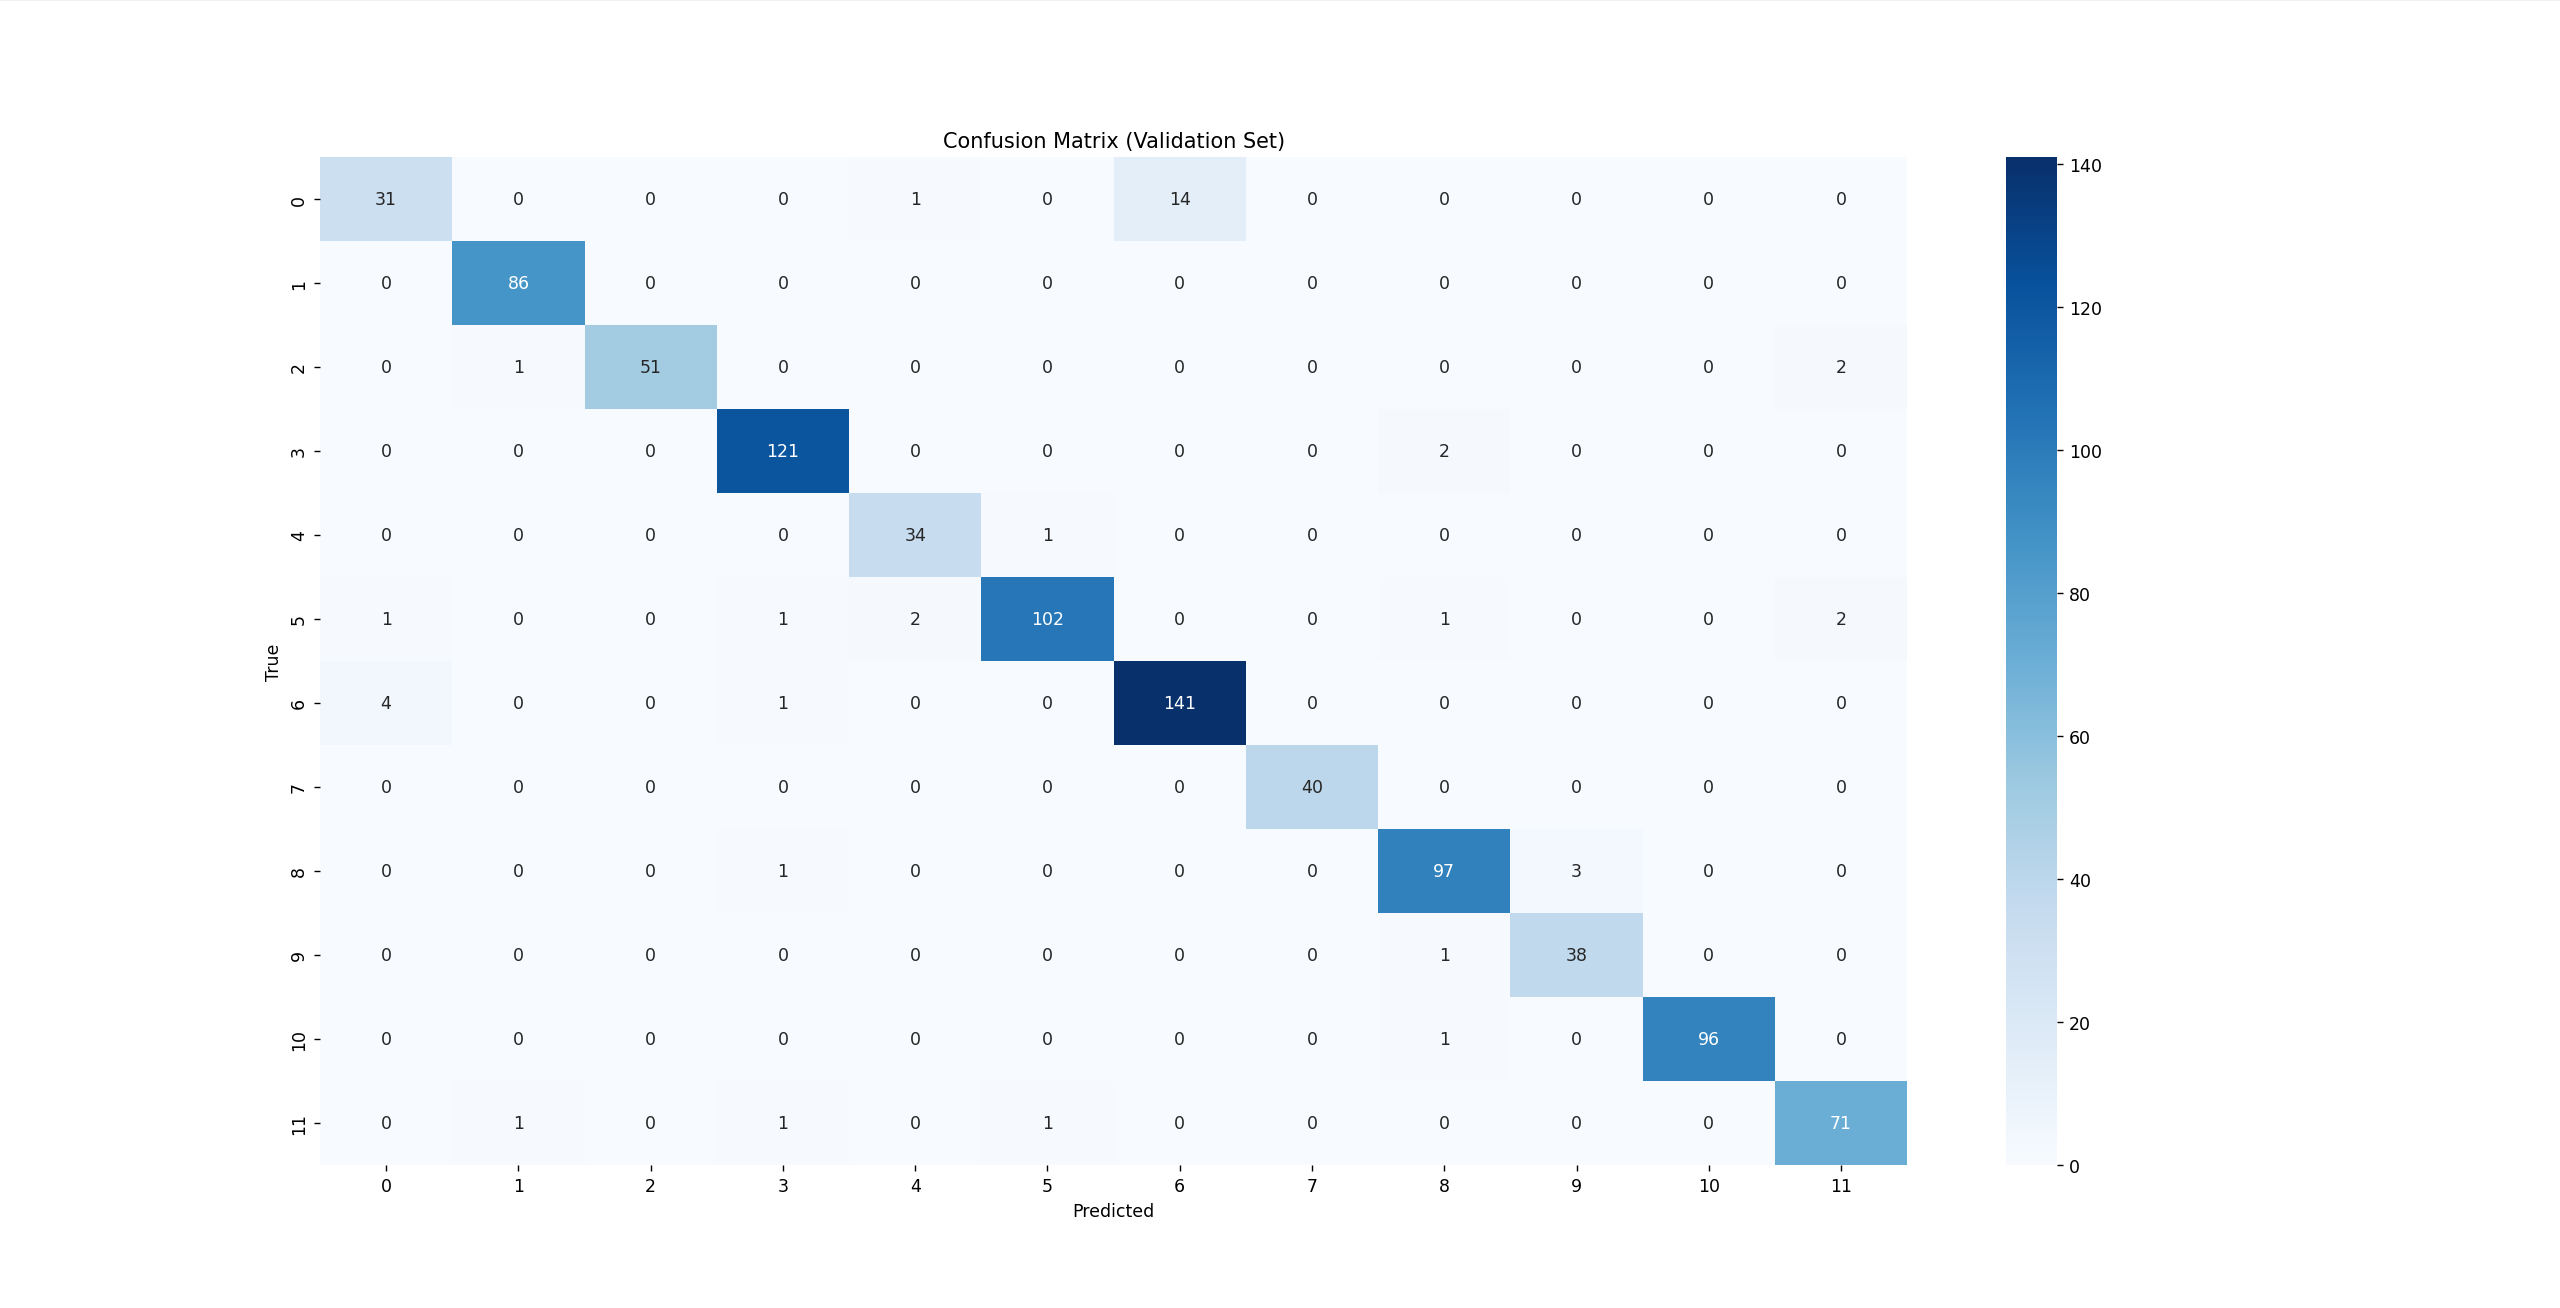 Confusion Matrix (Validation Set)
0 31 0 0 0 1 0 14 0 0 0 0 0
1 0 86 0 0 0 0 0 0 0 0 0 0
2 0 1 51 0 0 0 0 0 0 0 0 2
3 0 0 0 121 0 0 0 0 2 0 0 0
4 0 0 0 0 34 1 0 0 0 0 0 0
5 1 0 0 1 2 102 0 0 1 0 0 2
6 4 0 0 1 0 0 141 0 0 0 0 0
7 0 0 0 0 0 0 0 40 0 0 0 0
8 0 0 0 1 0 0 0 0 97 3 0 0
9 0 0 0 0 0 0 0 0 1 38 0 0
10 0 0 0 0 0 0 0 0 1 0 96 0
11 0 1 0 1 0 1 0 0 0 0 0 71
0 1 2 3 4 5 6 7 8 9 10 11
Predicted
True
140
120
100
80
60
40
20
0